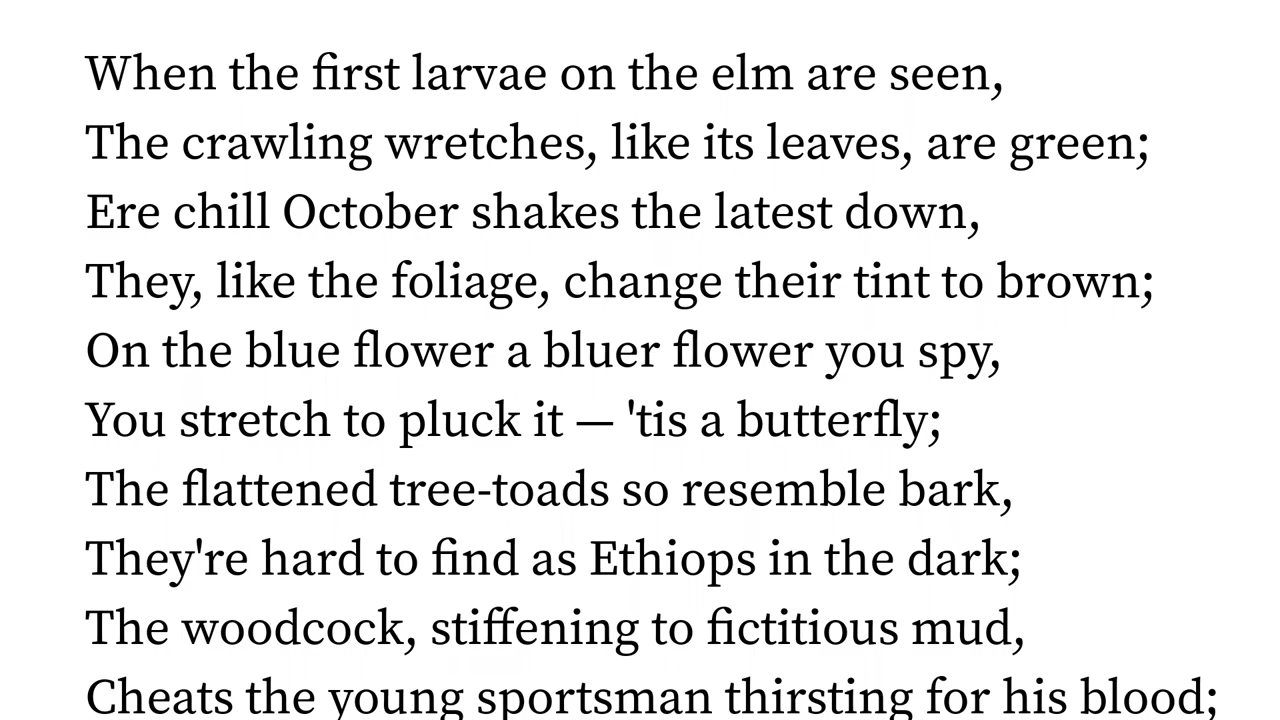 When the first larvae on the elm are seen,
The crawling wretches, like its leaves, are green;
Ere chill October shakes the latest down,
They, like the foliage, change their tint to brown;
On the blue flower a bluer flower you spy,
You stretch to pluck it — 'tis a butterfly;
The flattened tree-toads so resemble bark,
They're hard to find as Ethiops in the dark;
The woodcock, stiffening to fictitious mud,
Cheats the young sportsman thirsting for his blood;